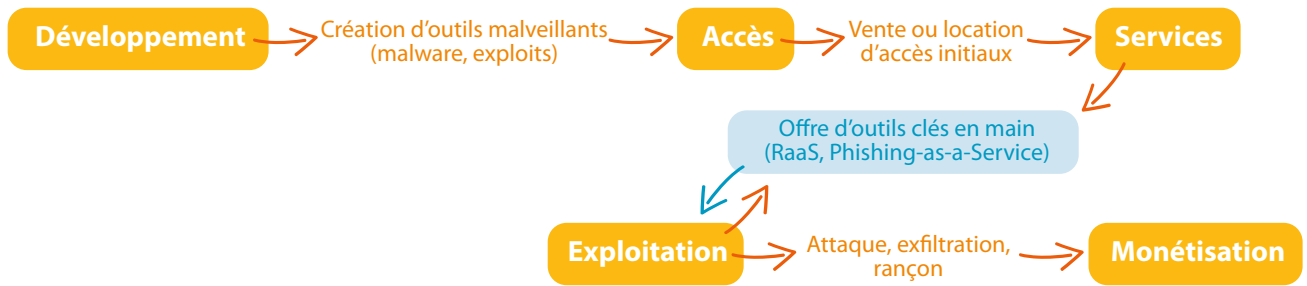 Développement
Création d’outils malveillants
(malware, exploits)
Accès
Vente ou location
d’accès initiaux
Services
Offre d’outils clés en main
(RaaS, Phishing-as-a-Service)
Exploitation
Attaque, exfiltration,
rançon
Monétisation